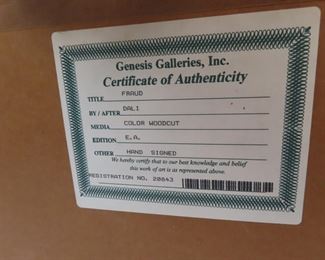 Genesis Galleries, Inc.
Certificate of Authenticity
TITLE FRAUD
BY / AFTER DALI
MEDIA COLOR WOODCUT
EDITION E.A.
OTHER HAND SIGNED
We hereby certify that to our best knowledge and belief
this work of art is as represented above.
REGISTRATION NO. 20643